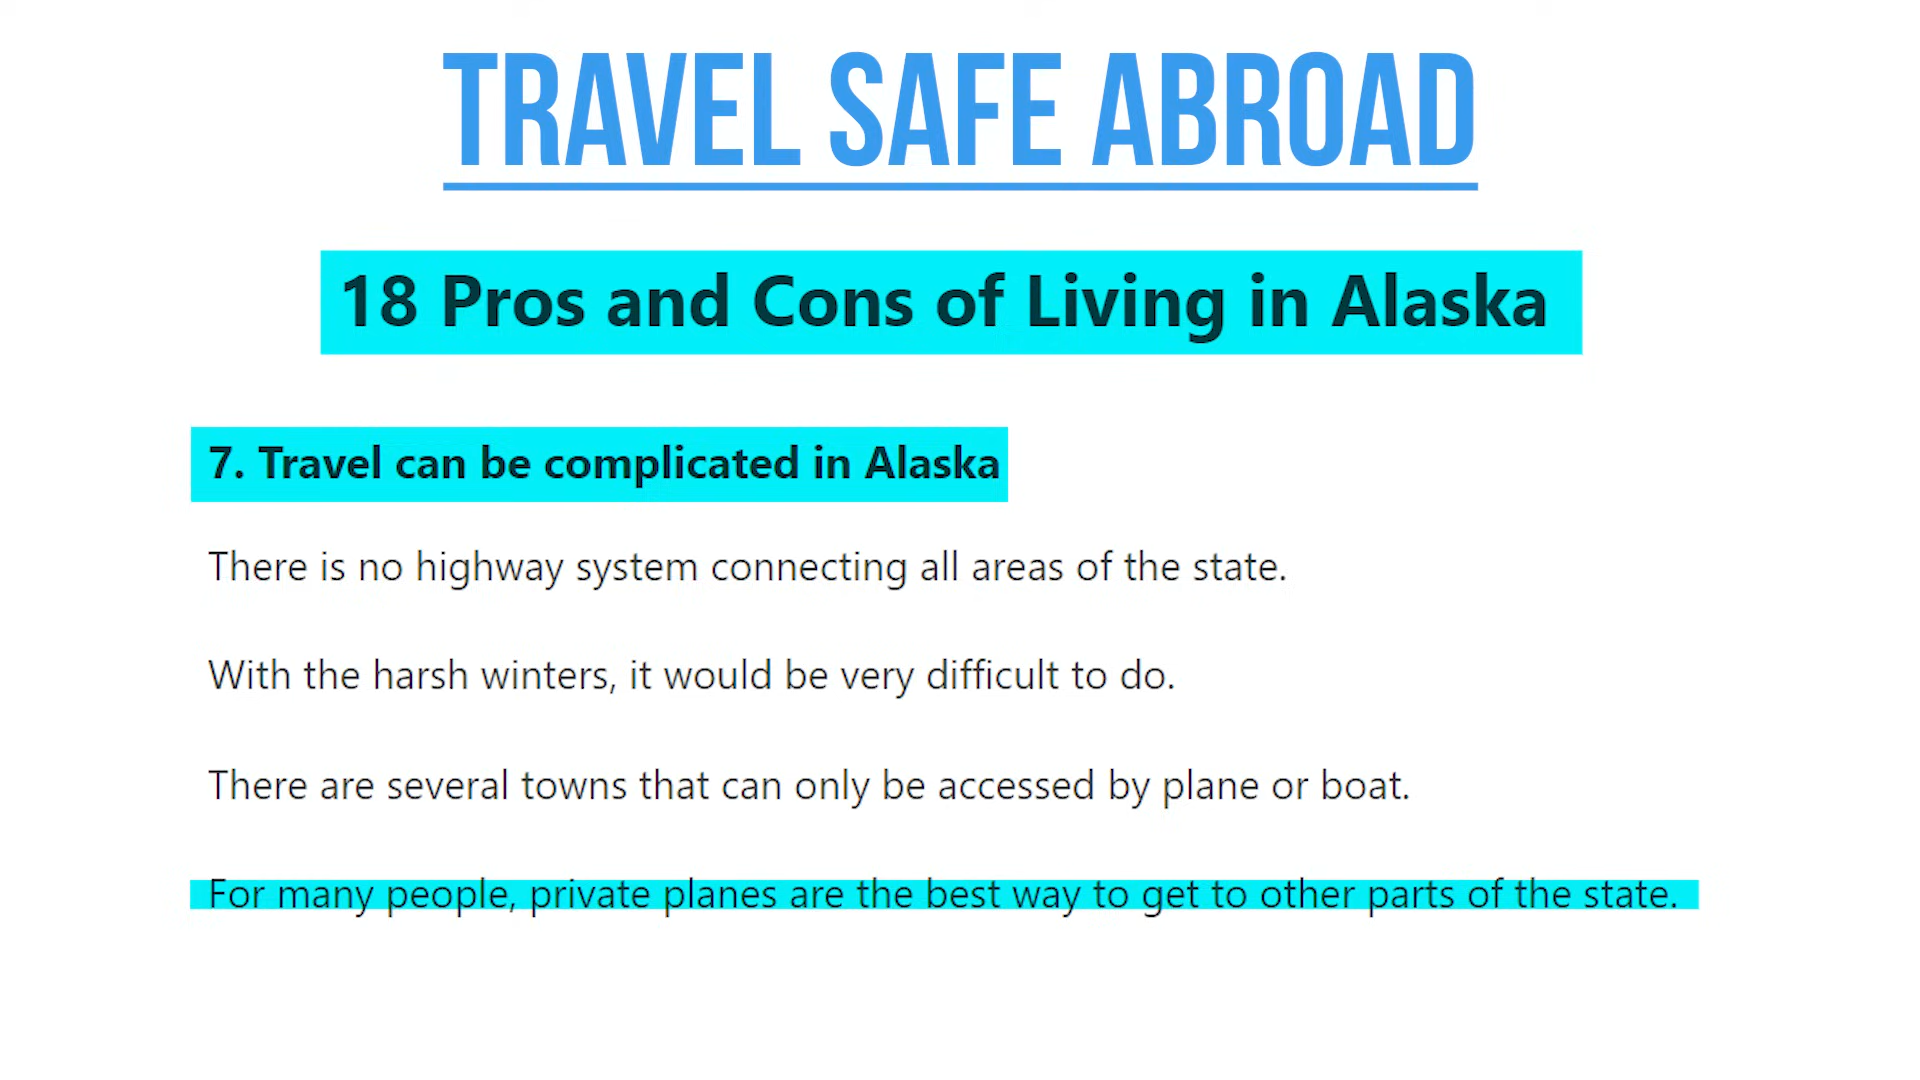 TRAVEL SAFE ABROAD
18 Pros and Cons of Living in Alaska
7. Travel can be complicated in Alaska
There is no highway system connecting all areas of the state.
With the harsh winters, it would be very difficult to do.
There are several towns that can only be accessed by plane or boat.
For many people, private planes are the best way to get to other parts of the state.